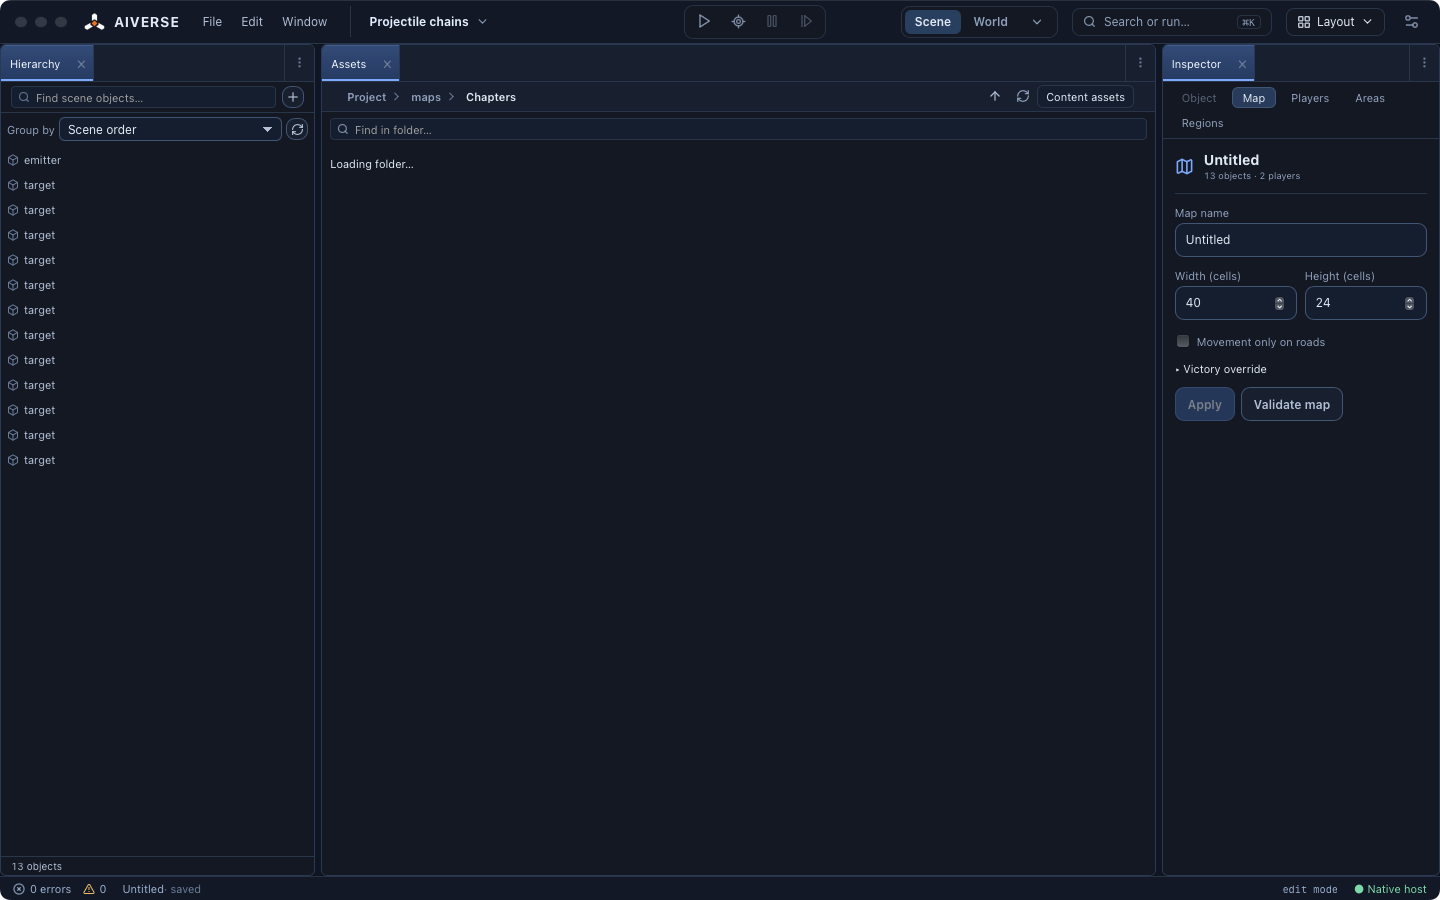 AIVERSE File Edit Window Projectile chains Scene World Search or run... ⌘K Layout
Hierarchy
Find scene objects...
Group by Scene order
emitter
target
target
target
target
target
target
target
target
target
target
target
target
13 objects
Assets
Project maps Chapters Content assets
Find in folder...
Loading folder...
Inspector
Object Map Players Areas
Regions
Untitled
13 objects · 2 players
Map name
Untitled
Width (cells) Height (cells)
40 24
Movement only on roads
Victory override
Apply Validate map
0 errors 0 Untitled · saved edit mode Native host